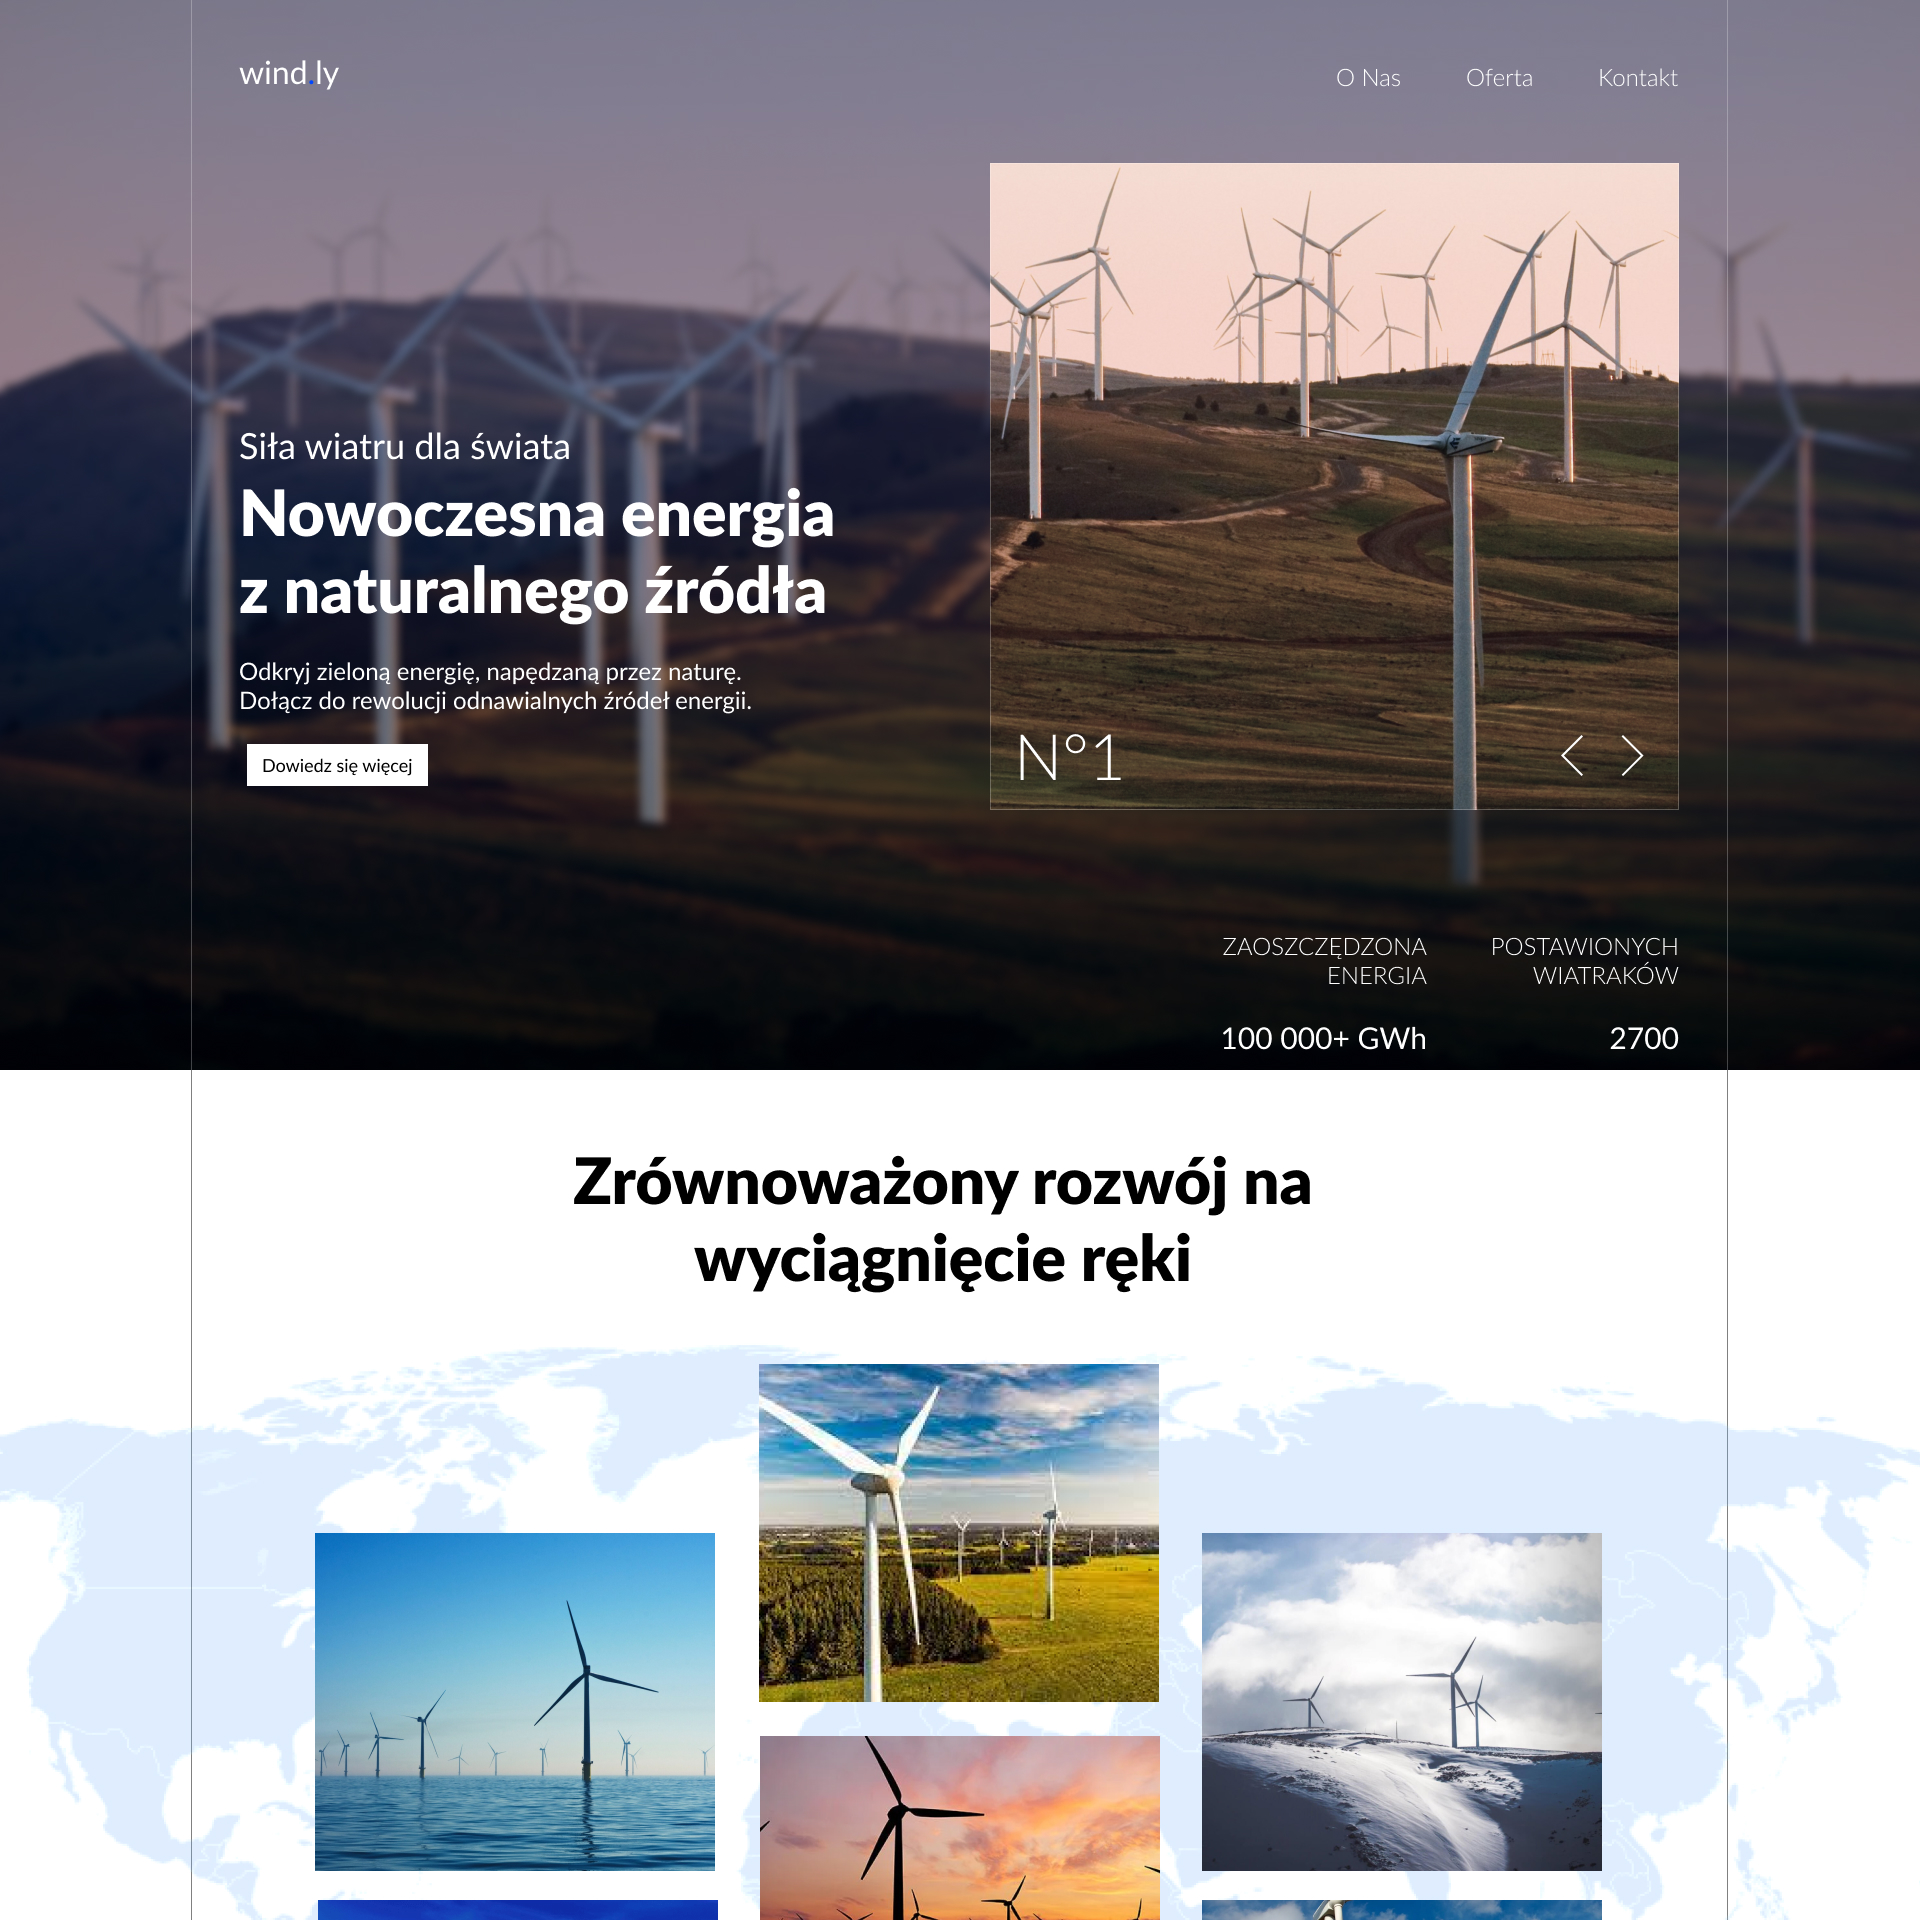 wind.ly
O Nas
Oferta
Kontakt
Siła wiatru dla świata
Nowoczesna energia
z naturalnego źródła
Odkryj zieloną energię, napędzaną przez naturę.
Dołącz do rewolucji odnawialnych źródeł energii.
Dowiedz się więcej
N°1
ZAOSZCZĘDZONA
ENERGIA
100 000+ GWh
POSTAWIONYCH
WIATRAKÓW
2700
Zrównoważony rozwój na
wyciągnięcie ręki